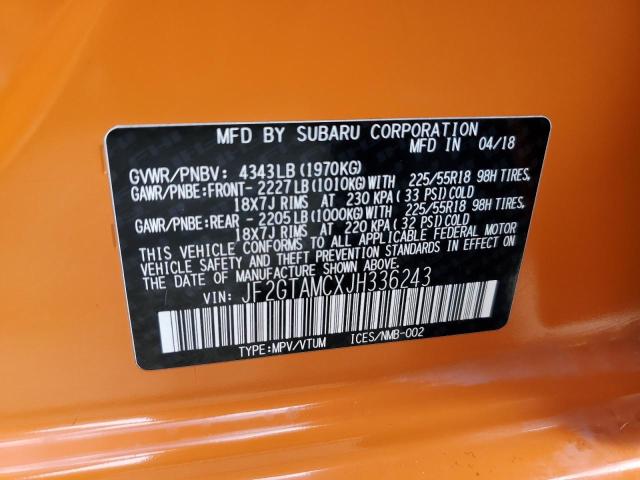 MFD BY SUBARU CORPORATION
MFD IN 04/18
GVWR/PNBV: 4343LB(1970KG)
GAWR/PNBE:FRONT-2227LB(1010KG)WITH 225/55R18 98H TIRES,
18X7J RIMS AT 230 KPA(33 PSI)COLD
GAWR/PNBE:REAR -2205LB(1000KG)WITH 225/55R18 98H TIRES,
18X7J RIMS AT 220 KPA(32 PSI)COLD
THIS VEHICLE CONFORMS TO ALL APPLICABLE FEDERAL MOTOR
VEHICLE SAFETY AND THEFT PREVENTION STANDARDS IN EFFECT ON
THE DATE OF MANUFACTURE SHOWN ABOVE.
VIN: JF2GTAMCXJH336243
TYPE:MPV/VTUM ICES/NMB-002